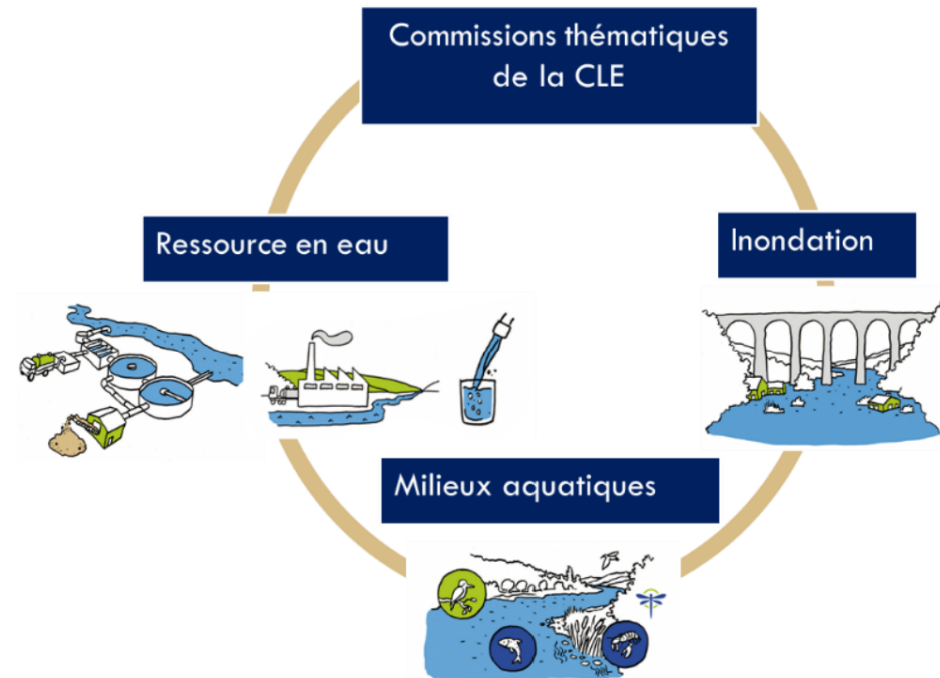 Commissions thématiques
de la CLE
Ressource en eau
Inondation
Milieux aquatiques